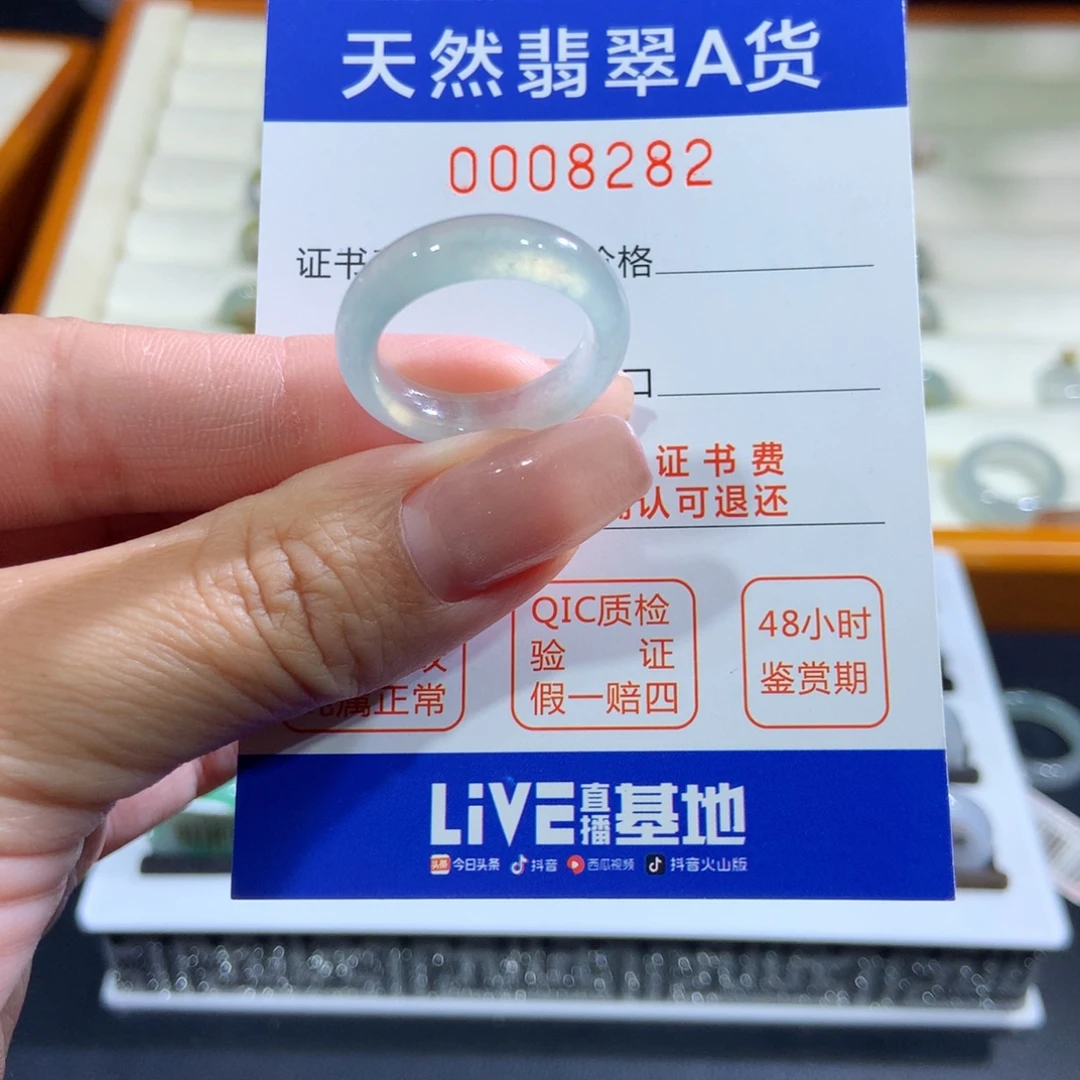 天然翡翠A货
0008282
证书 格
口
证书费
认可退还
属正常
QIC质检
验 证
假一赔四
48小时
鉴赏期
LiVE直播基地
头条 今日头条 抖音 西瓜视频 抖音火山版